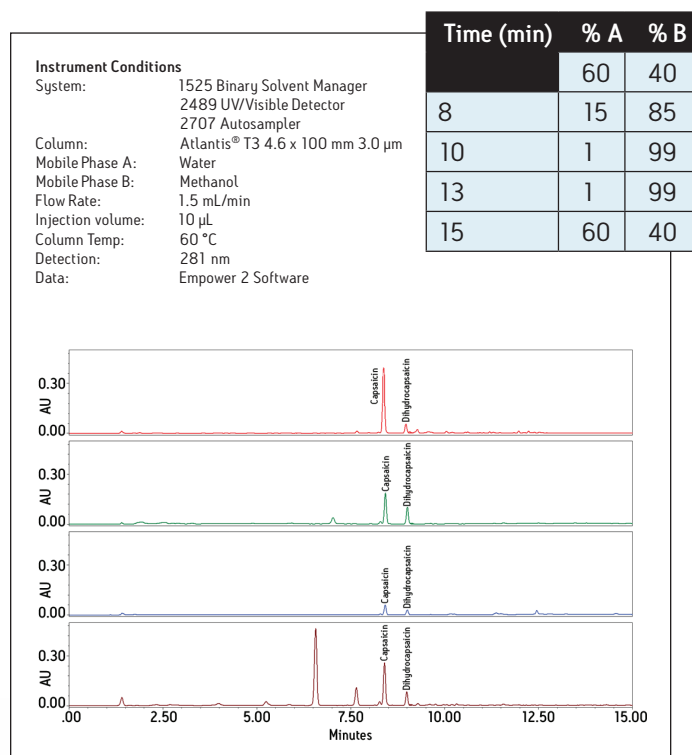 Time (min) % A % B
60 40
8 15 85
10 1 99
13 1 99
15 60 40
Instrument Conditions
System: 1525 Binary Solvent Manager
2489 UV/Visible Detector
2707 Autosampler
Column: Atlantis® T3 4.6 x 100 mm 3.0 µm
Mobile Phase A: Water
Mobile Phase B: Methanol
Flow Rate: 1.5 mL/min
Injection volume: 10 µL
Column Temp: 60 °C
Detection: 281 nm
Data: Empower 2 Software
AU
0.30
0.00
Capsaicin
Dihydrocapsaicin
AU
0.30
0.00
Capsaicin
Dihydrocapsaicin
AU
0.30
0.00
Capsaicin
Dihydrocapsaicin
AU
0.30
0.00
Capsaicin
Dihydrocapsaicin
.00 2.50 5.00 7.50 10.00 12.50 15.00
Minutes